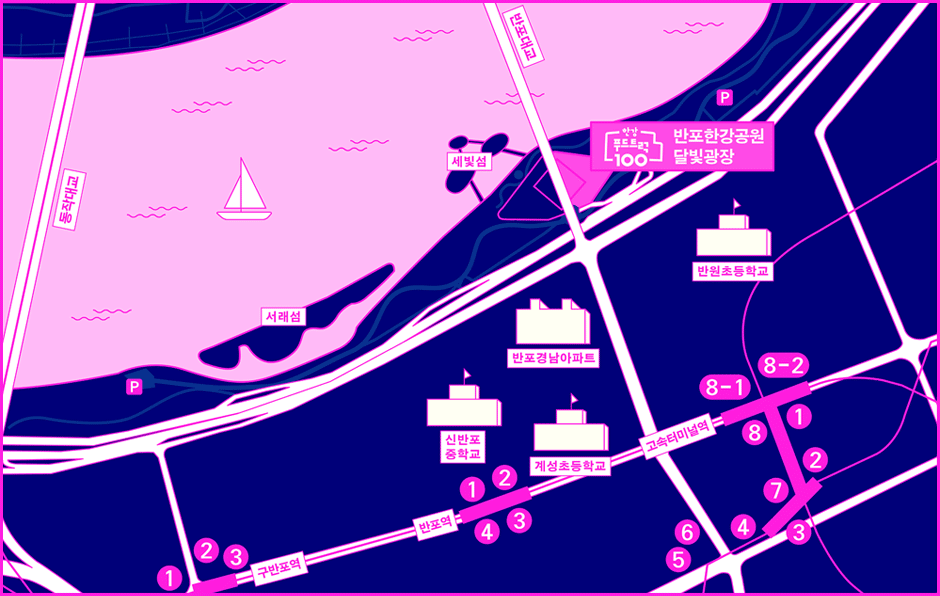 반포대교
P
한강
푸드트럭
100
반포한강공원
달빛광장
세빛섬
동작대교
반원초등학교
서래섬
반포경남아파트
P
8-2
8-1
1
고속터미널역
8
신반포
중학교
계성초등학교
2
1
2
7
3
4
반포역
4
3
6
5
2
3
구반포역
1